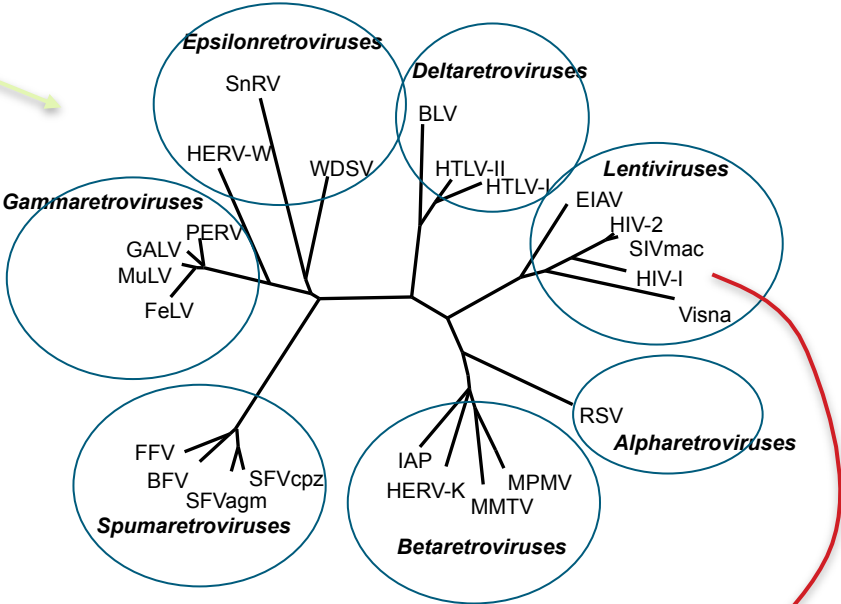 Epsilonretroviruses
SnRV
HERV-W
WDSV
Deltaretroviruses
BLV
HTLV-II
HTLV-I
Lentiviruses
EIAV
HIV-2
SIVmac
HIV-I
Visna
Gammaretroviruses
PERV
GALV
MuLV
FeLV
RSV
Alpharetroviruses
FFV
BFV
SFVagm
SFVcpz
Spumaretroviruses
IAP
HERV-K
MMTV
MPMV
Betaretroviruses